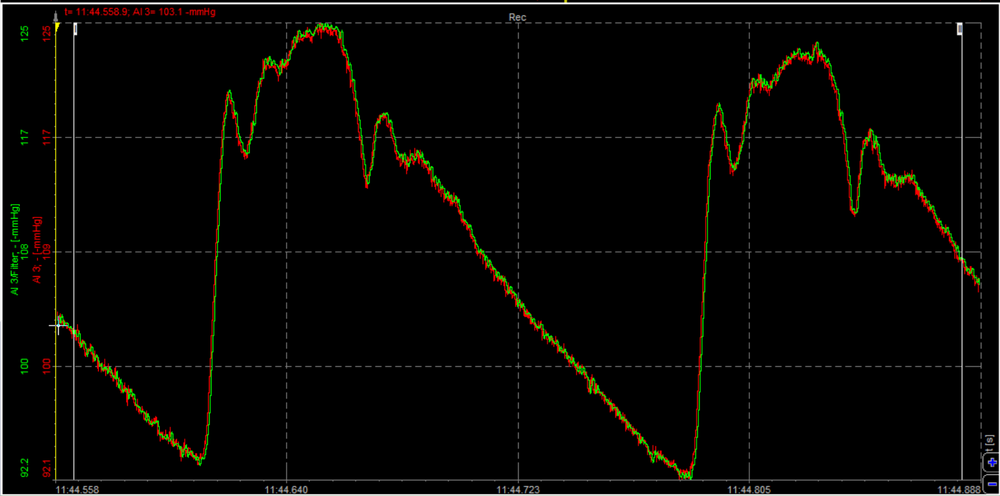 t= 11:44.558.9; AI 3= 103.1 -mmHg
Rec
125 125
117 117
108 109
100 100
92.2 92.1
AI 3/Filter; - [-mmHg]
AI 3; - [-mmHg]
t [s]
11:44.558 11:44.640 11:44.723 11:44.805 11:44.888